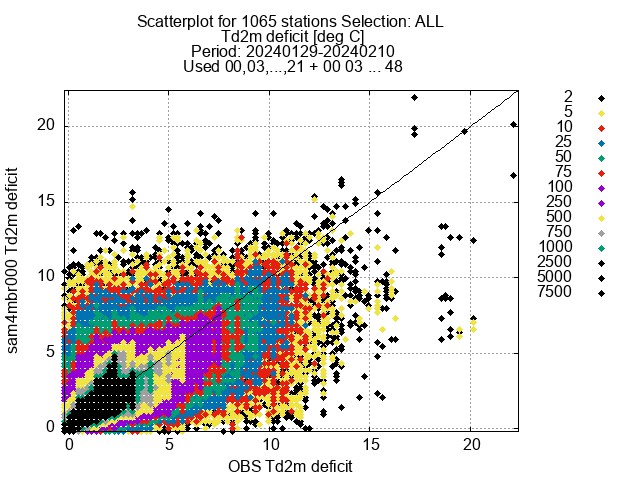 Scatterplot for 1065 stations Selection: ALL
Td2m deficit [deg C]
Period: 20240129-20240210
Used 00,03,...,21 + 00 03 ... 48
2
5
10
25
50
75
100
250
500
750
1000
2500
5000
7500
20
15
10
5
0
sam4mbr000 Td2m deficit
0 5 10 15 20
OBS Td2m deficit